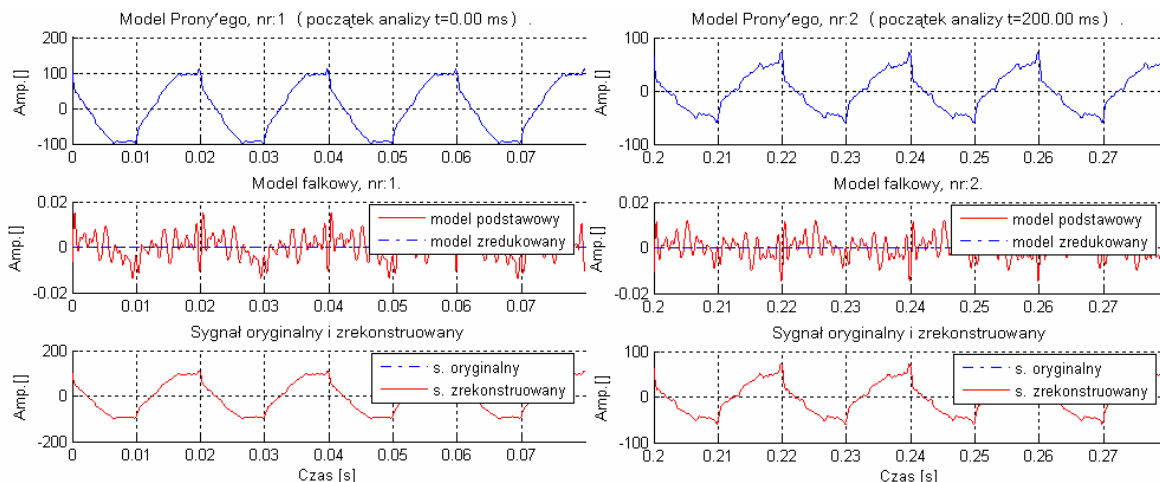 Model Prony'ego, nr:1 (początek analizy t=0.00 ms) .
Amp.[]
200
100
0
-100
0 0.01 0.02 0.03 0.04 0.05 0.06 0.07
Model falkowy, nr:1.
Amp.[]
0.02
0
-0.02
model podstawowy
model zredukowany
0 0.01 0.02 0.03 0.04 0.05 0.06 0.07
Sygnał oryginalny i zrekonstruowany
Amp.[]
200
0
-200
s. oryginalny
s. zrekonstruowany
0 0.01 0.02 0.03 0.04 0.05 0.06 0.07
Czas [s]
Model Prony'ego, nr:2 (początek analizy t=200.00 ms) .
Amp.[]
100
0
-100
0.2 0.21 0.22 0.23 0.24 0.25 0.26 0.27
Model falkowy, nr:2.
Amp.[]
0.02
0
-0.02
model podstawowy
model zredukowany
0.2 0.21 0.22 0.23 0.24 0.25 0.26 0.27
Sygnał oryginalny i zrekonstruowany
Amp.[]
100
0
-100
s. oryginalny
s. zrekonstruowany
0.2 0.21 0.22 0.23 0.24 0.25 0.26 0.27
Czas [s]